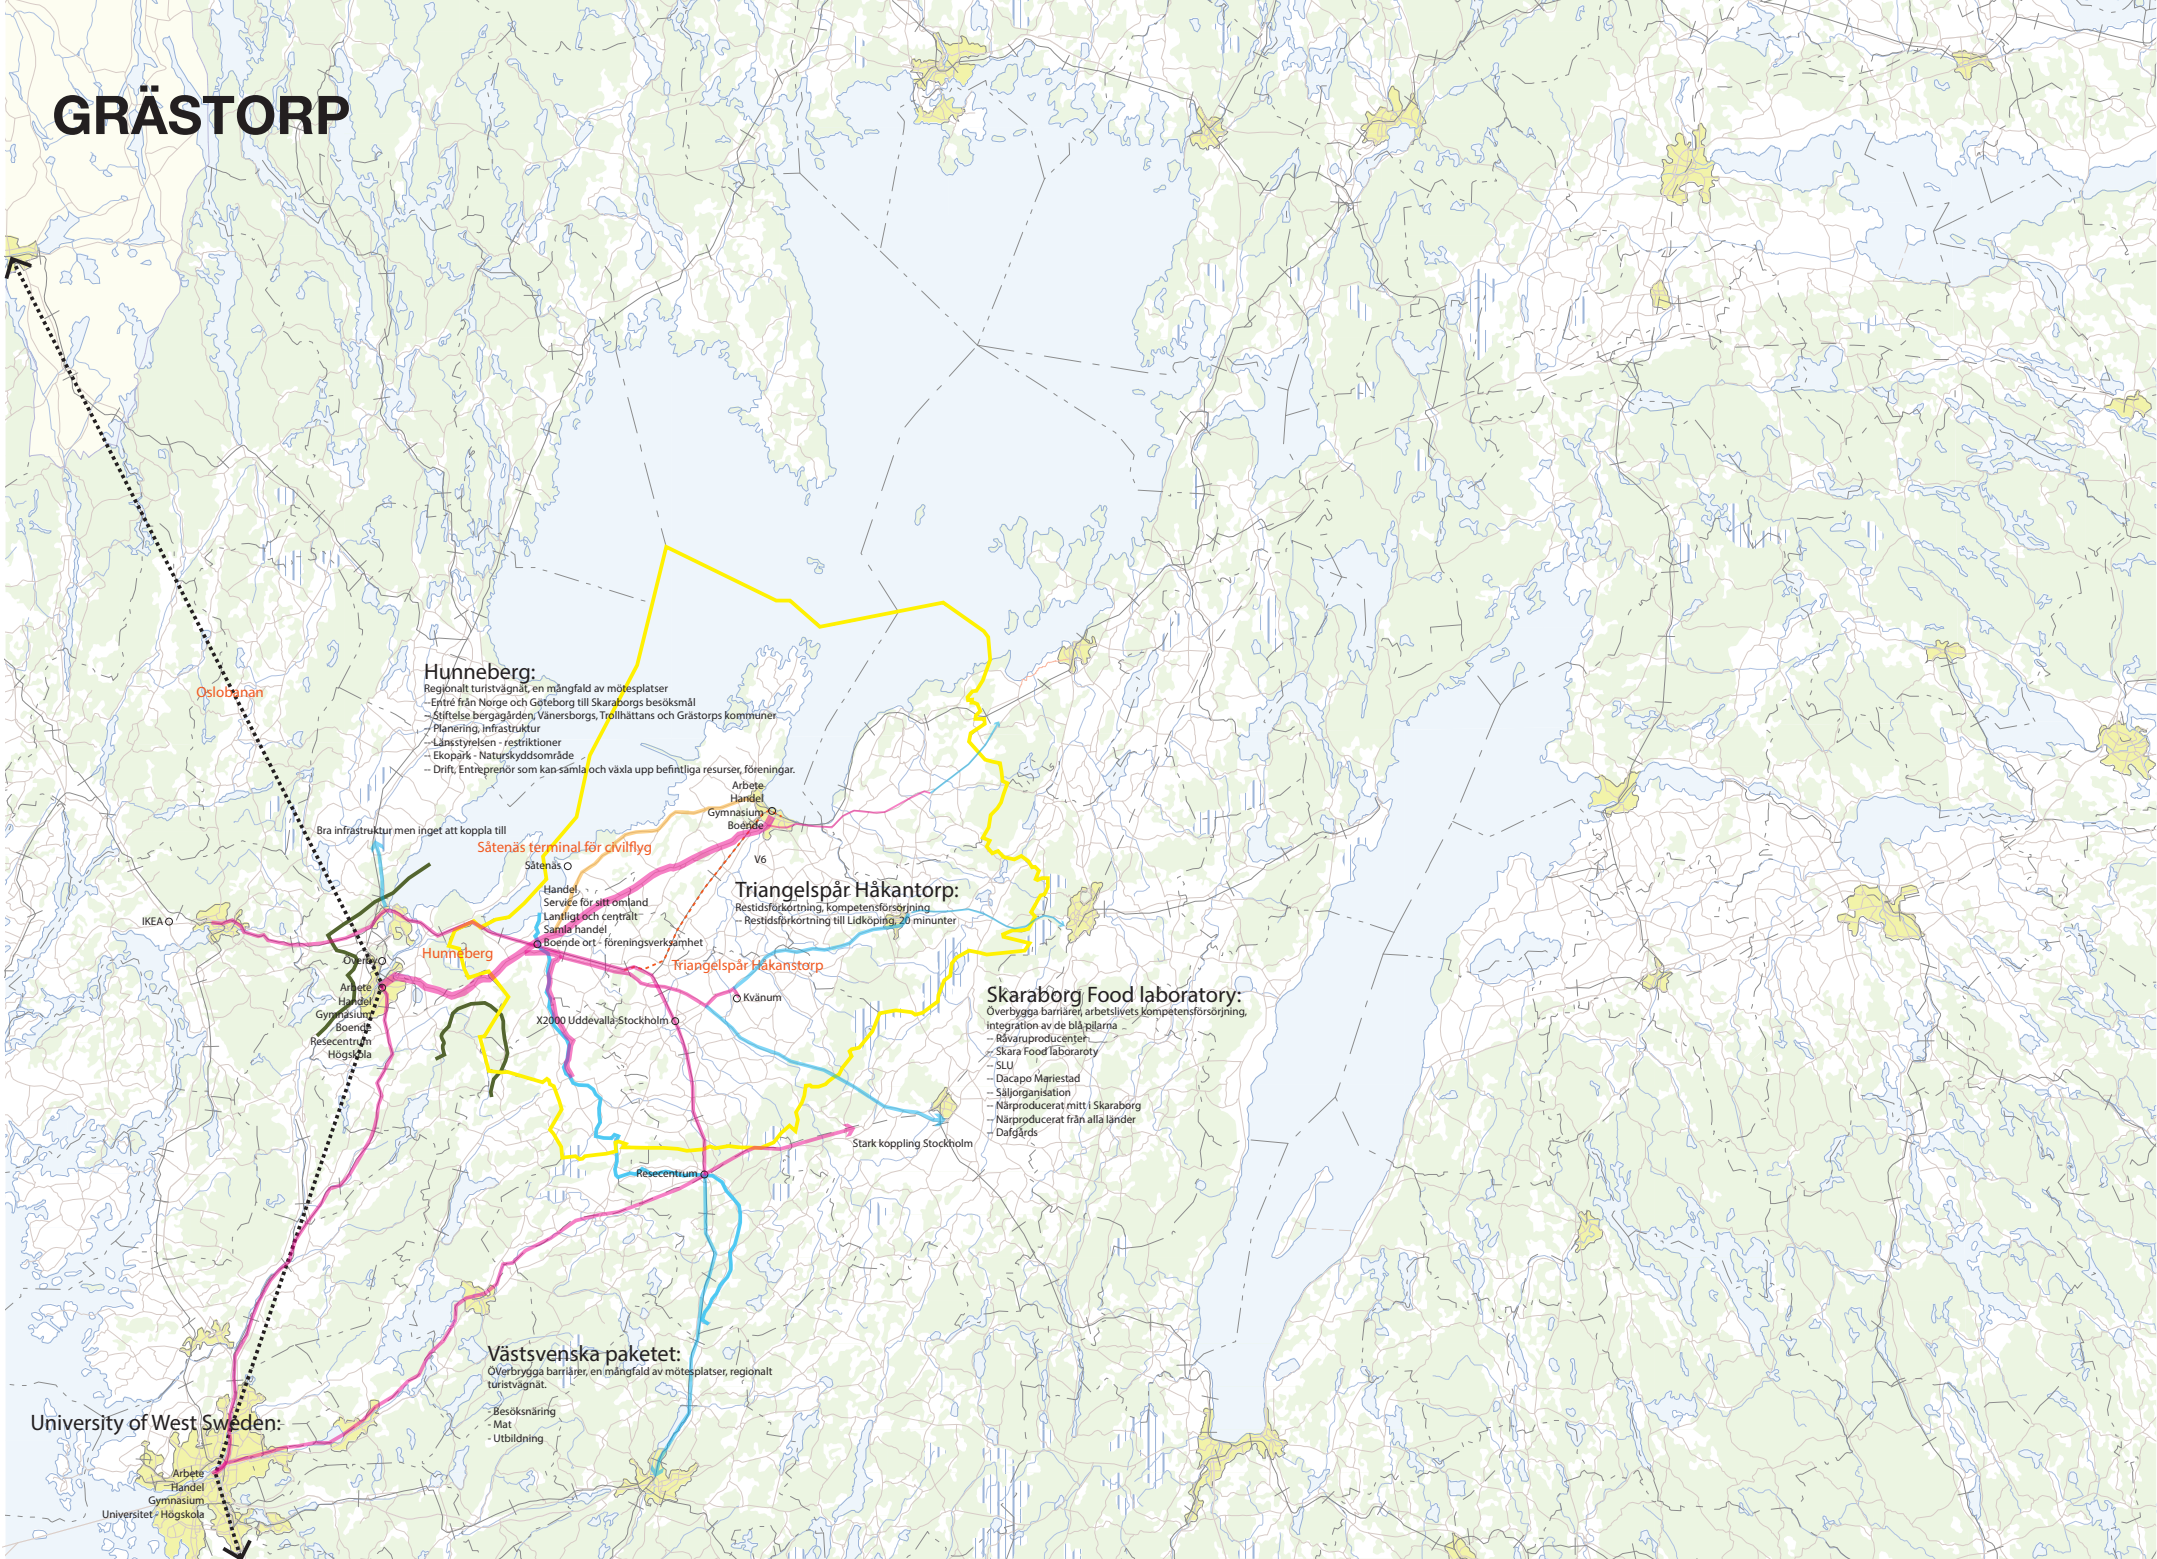 GRÄSTORP
Oslobanan
Hunneberg:
Regionalt turistvägnät, en mångfald av mötesplatser
-- Entré från Norge och Göteborg till Skaraborgs besöksmål
-- Stiftelse bergagården, Vänersborgs, Trollhättans och Grästorps kommuner
-- Planering, infrastruktur
-- Länsstyrelsen - restriktioner
-- Ekopark - Naturskyddsområde
-- Drift, Entreprenör som kan samla och växla upp befintliga resurser, föreningar.
Arbete
Handel
Gymnasium
Boende
Bra infrastruktur men inget att koppla till
Såtenäs terminal för civilflyg
Såtenäs
V6
Handel
Service för sitt omland
Lantligt och centralt
Samla handel
Boende ort - föreningsverksamhet
Triangelspår Håkantorp:
Restidsförkortning, kompetensförsörjning
-- Restidsförkortning till Lidköping, 20 minunter
IKEA
Hunneberg
Överby
Triangelspår Håkanstorp
Arbete
Handel
Gymnasium
Boende
Resecentrum
Högskola
Kvänum
X2000 Uddevalla-Stockholm
Skaraborg Food laboratory:
Överbygga barriärer, arbetslivets kompetensförsörjning,
integration av de blå pilarna
-- Råvaruproducenter
-- Skara Food laboraroty
-- SLU
-- Dacapo Mariestad
-- Säljorganisation
-- Närproducerat mitt i Skaraborg
-- Närproducerat från alla länder
-- Dafgårds
Stark koppling Stockholm
Resecentrum
Västsvenska paketet:
Överbrygga barriärer, en mångfald av mötesplatser, regionalt
turistvägnät.
- Besöksnäring
- Mat
- Utbildning
University of West Sweden:
Arbete
Handel
Gymnasium
Universitet - Högskola